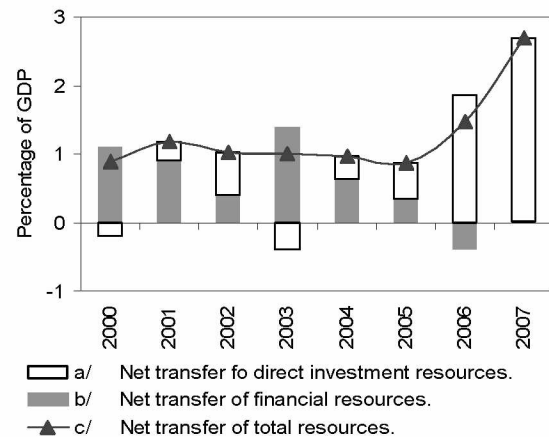 3
2
1
0
-1
Percentage of GDP
2000 2001 2002 2003 2004 2005 2006 2007
a/ Net transfer fo direct investment resources.
b/ Net transfer of financial resources.
c/ Net transfer of total resources.